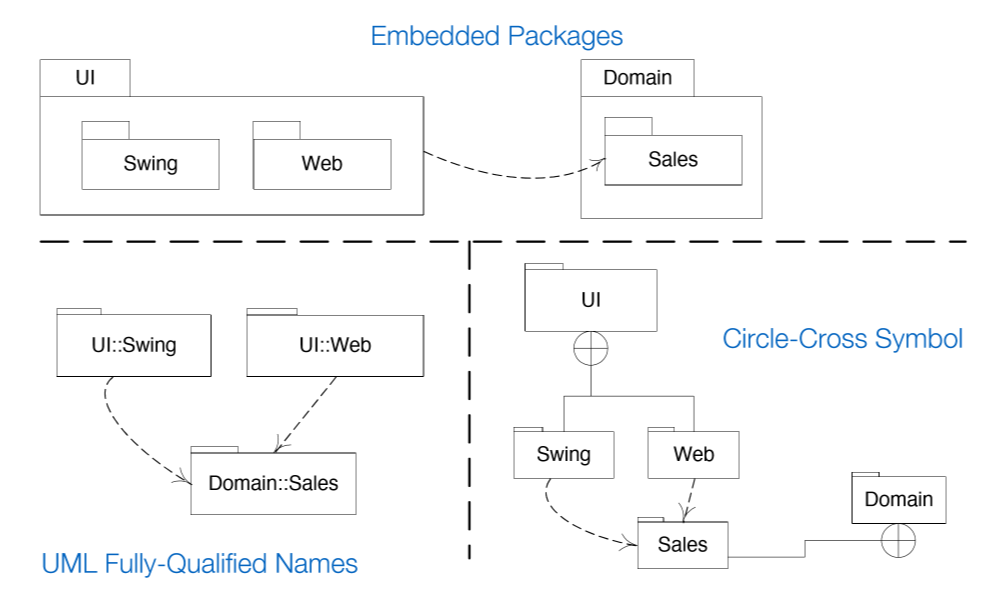 Embedded Packages
UI
Domain
Swing
Web
Sales
UI::Swing
UI::Web
Domain::Sales
UML Fully-Qualified Names
UI
Circle-Cross Symbol
Swing
Web
Domain
Sales